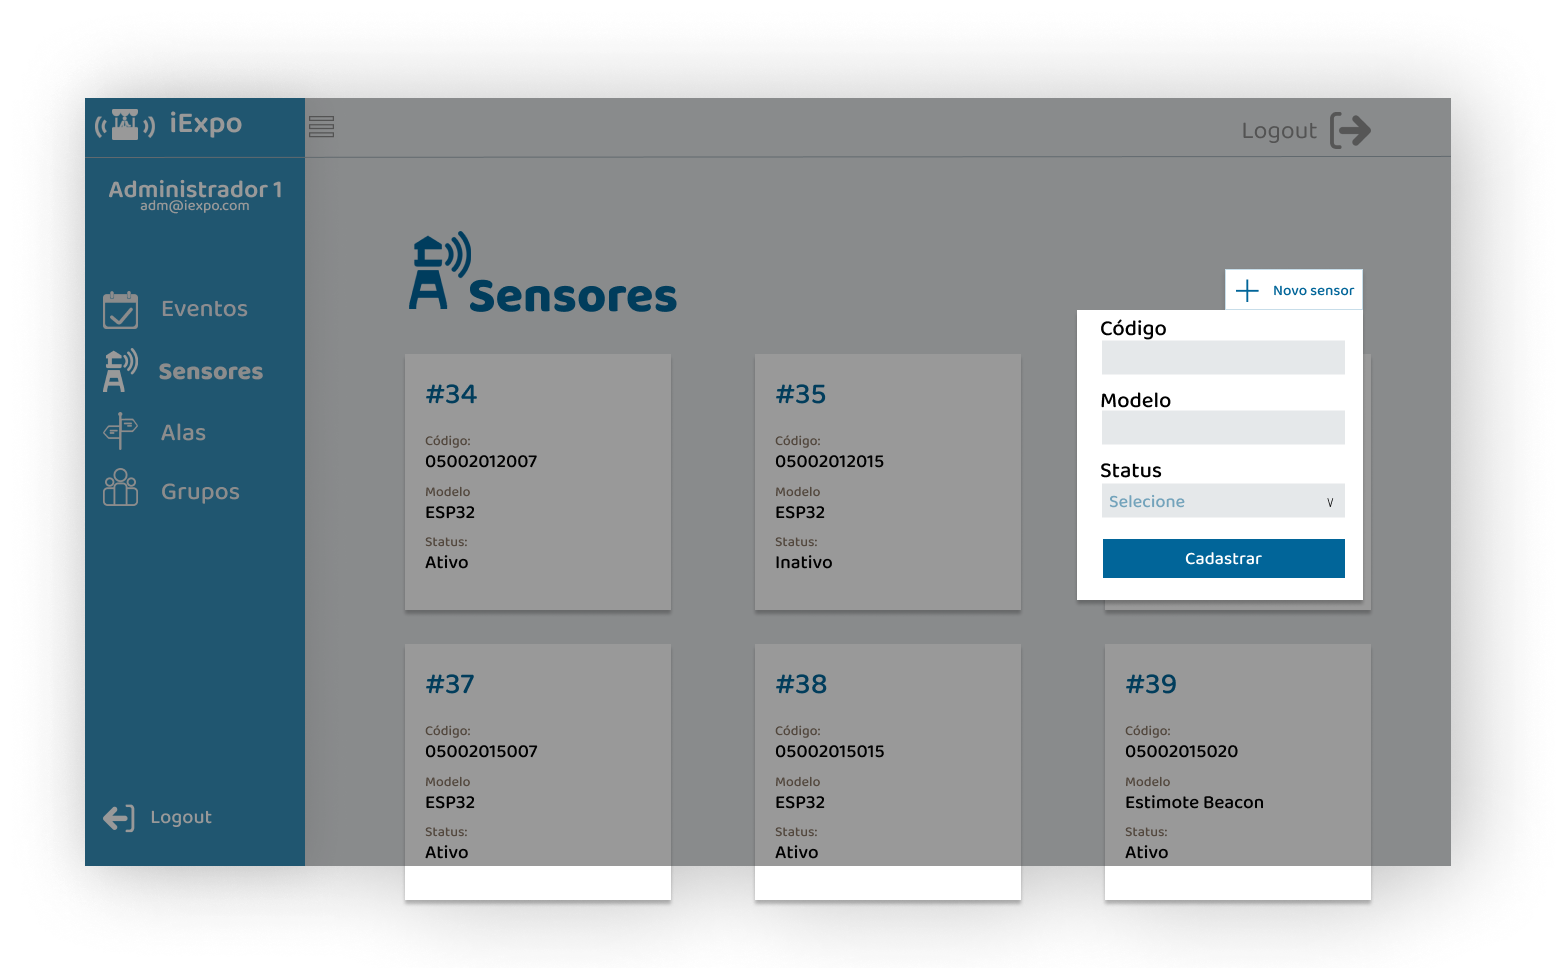 iExpo
Logout
Administrador 1
adm@iexpo.com
Eventos
Sensores
Alas
Grupos
Logout
Sensores
Novo sensor
Código
Modelo
Status
Selecione
Cadastrar
#34
Código:
05002012007
Modelo
ESP32
Status:
Ativo
#35
Código:
05002012015
Modelo
ESP32
Status:
Inativo
#37
Código:
05002015007
Modelo
ESP32
Status:
Ativo
#38
Código:
05002015015
Modelo
ESP32
Status:
Ativo
#39
Código:
05002015020
Modelo
Estimote Beacon
Status:
Ativo